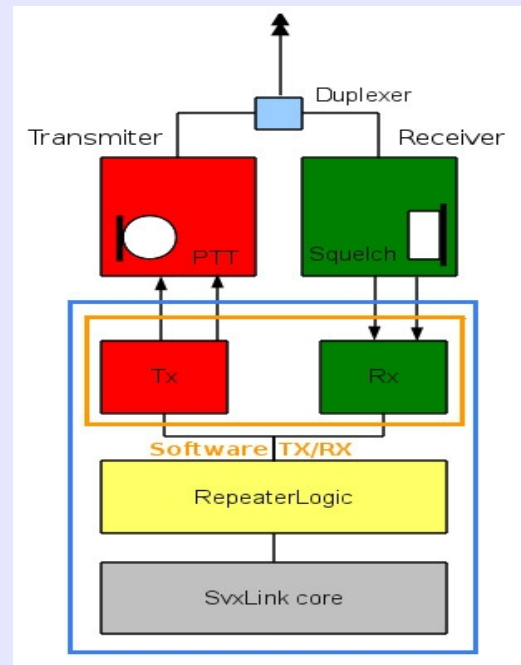 Duplexer
Transmiter
Receiver
PTT
Squelch
Tx
Rx
Software TX/RX
RepeaterLogic
SvxLink core